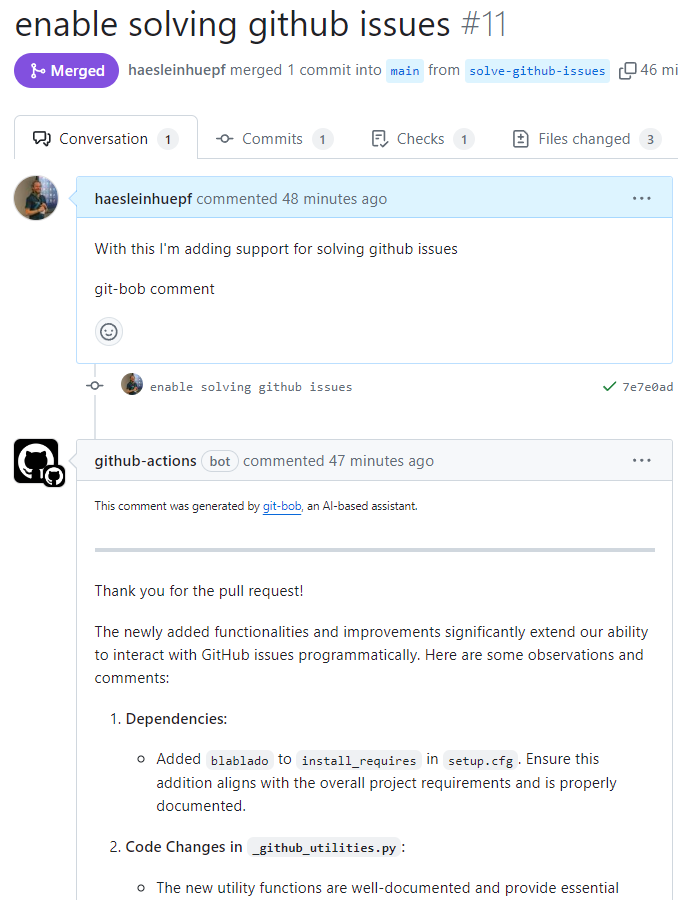 enable solving github issues #11
Merged haesleinhuepf merged 1 commit into main from solve-github-issues 46 mi
Conversation 1 Commits 1 Checks 1 Files changed 3
haesleinhuepf commented 48 minutes ago
With this I'm adding support for solving github issues
git-bob comment
enable solving github issues 7e7e0ad
github-actions bot commented 47 minutes ago
This comment was generated by git-bob, an AI-based assistant.
Thank you for the pull request!
The newly added functionalities and improvements significantly extend our ability
to interact with GitHub issues programmatically. Here are some observations and
comments:
1. Dependencies:
Added blablado to install_requires in setup.cfg. Ensure this
addition aligns with the overall project requirements and is properly
documented.
2. Code Changes in _github_utilities.py:
The new utility functions are well-documented and provide essential